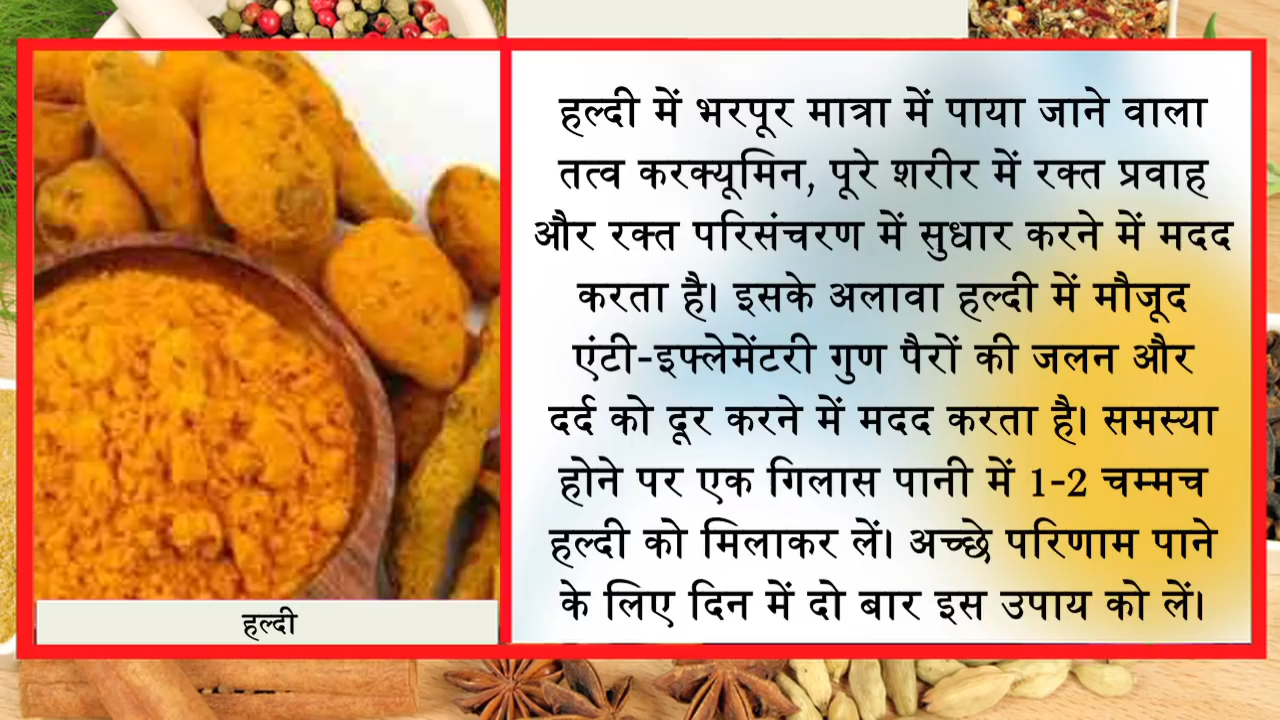 हल्दी में भरपूर मात्रा में पाया जाने वाला
तत्व करक्यूमिन, पूरे शरीर में रक्त प्रवाह
और रक्त परिसंचरण में सुधार करने में मदद
करता है। इसके अलावा हल्दी में मौजूद
एंटी-इफ्लेमेंटरी गुण पैरों की जलन और
दर्द को दूर करने में मदद करता है। समस्या
होने पर एक गिलास पानी में 1-2 चम्मच
हल्दी को मिलाकर लें। अच्छे परिणाम पाने
के लिए दिन में दो बार इस उपाय को लें।
हल्दी